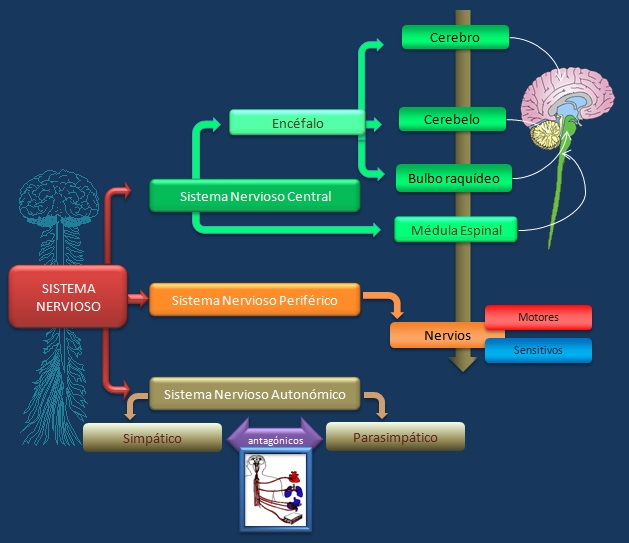 Cerebro
Encéfalo
Cerebelo
Bulbo raquídeo
Sistema Nervioso Central
Médula Espinal
SISTEMA
NERVIOSO
Sistema Nervioso Periférico
Nervios
Motores
Sensitivos
Sistema Nervioso Autonómico
Simpático
antagónicos
Parasimpático